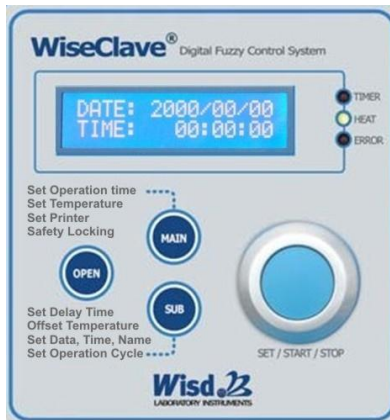 WiseClave® Digital Fuzzy Control System
DATE: 2000/00/00
TIME: 00:00:00
TIMER
HEAT
ERROR
Set Operation time
Set Temperature
Set Printer
Safety Locking
MAIN
OPEN
SUB
Set Delay Time
Offset Temperature
Set Data, Time, Name
Set Operation Cycle
SET / START / STOP
Wisd
LABORATORY INSTRUMENTS